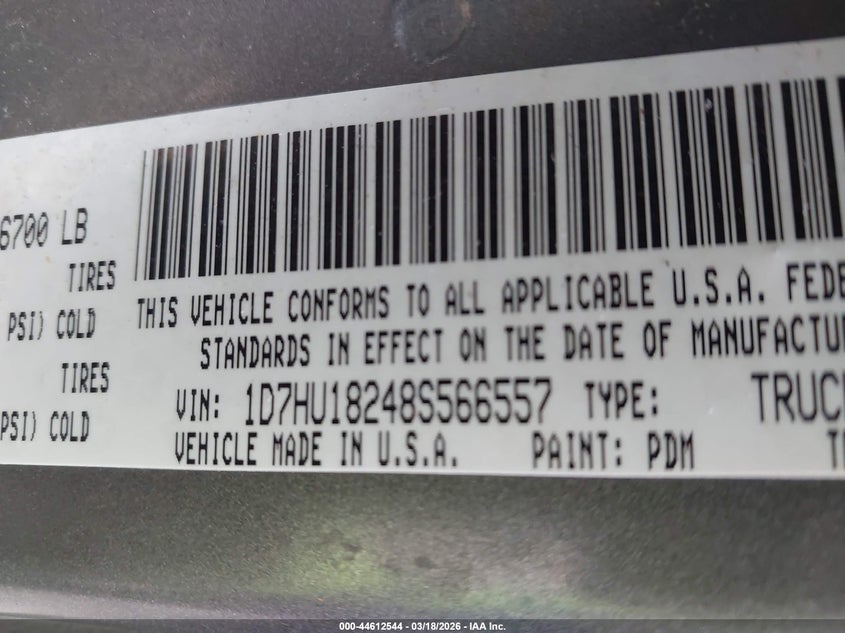 6700 LB
TIRES
PSI) COLD
THIS VEHICLE CONFORMS TO ALL APPLICABLE U.S.A. FEDE
STANDARDS IN EFFECT ON THE DATE OF MANUFACTU
TIRES
VIN: 1D7HU18248S566557 TYPE: TRUC
PSI) COLD
VEHICLE MADE IN U.S.A. PAINT: PDM T
000-44612544 — 03/18/2026 — IAA Inc.